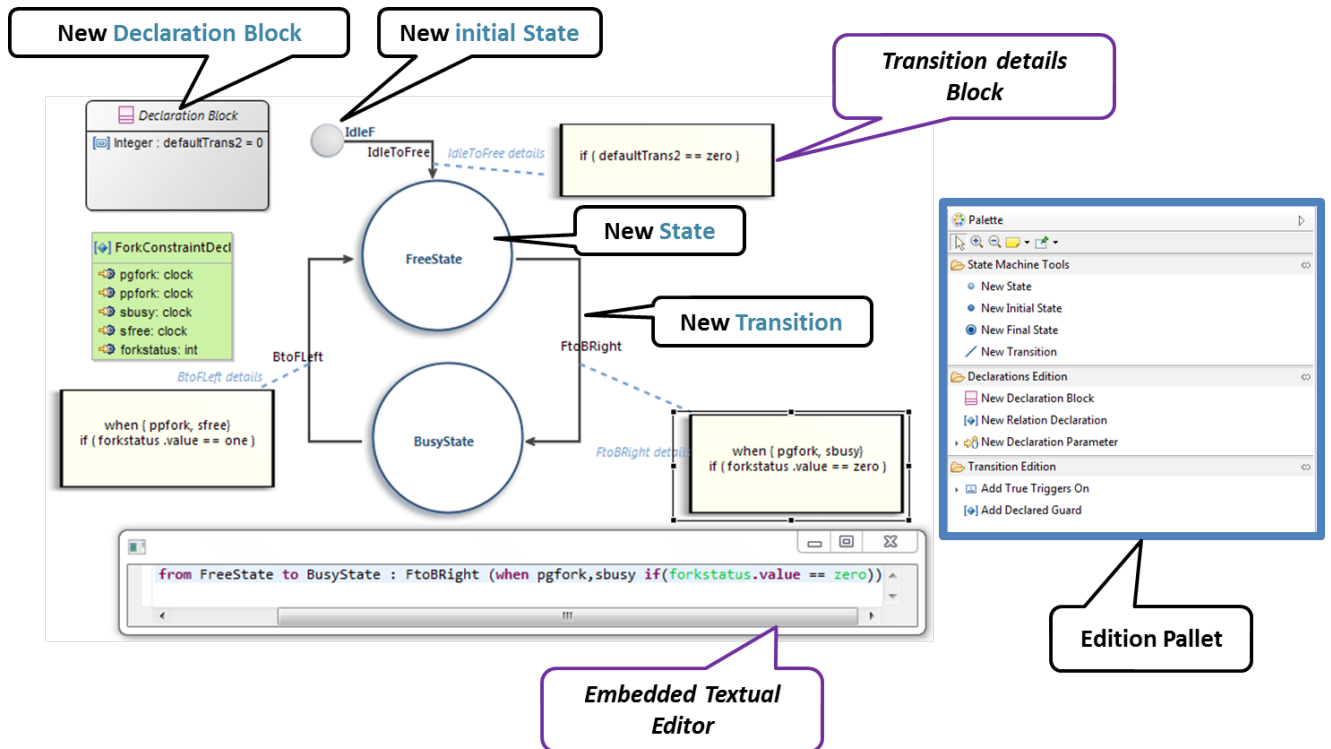 New Declaration Block
New initial State
Transition details
Block
Declaration Block
Integer : defaultTrans2 = 0
IdleF
IdleToFree
IdleToFree details
if ( defaultTrans2 == zero )
New State
FreeState
ForkConstraintDecl
pgfork: clock
ppfork: clock
sbusy: clock
sfree: clock
forkstatus: int
New Transition
BtoFLeft
FtoBRight
BtoFLeft details
when { ppfork, sfree}
if ( forkstatus .value == one )
BusyState
FtoBRight details
when { pgfork, sbusy}
if ( forkstatus .value == zero )
from FreeState to BusyState : FtoBRight (when pgfork,sbusy if(forkstatus.value == zero))
Embedded Textual
Editor
Palette
State Machine Tools
New State
New Initial State
New Final State
New Transition
Declarations Edition
New Declaration Block
New Relation Declaration
New Declaration Parameter
Transition Edition
Add True Triggers On
Add Declared Guard
Edition Pallet